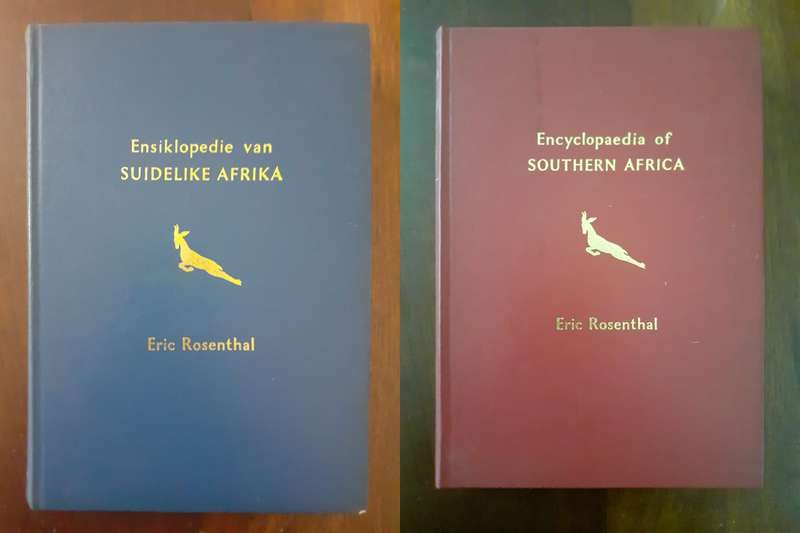 Ensiklopedie van
SUIDELIKE AFRIKA
Eric Rosenthal
Encyclopaedia of
SOUTHERN AFRICA
Eric Rosenthal